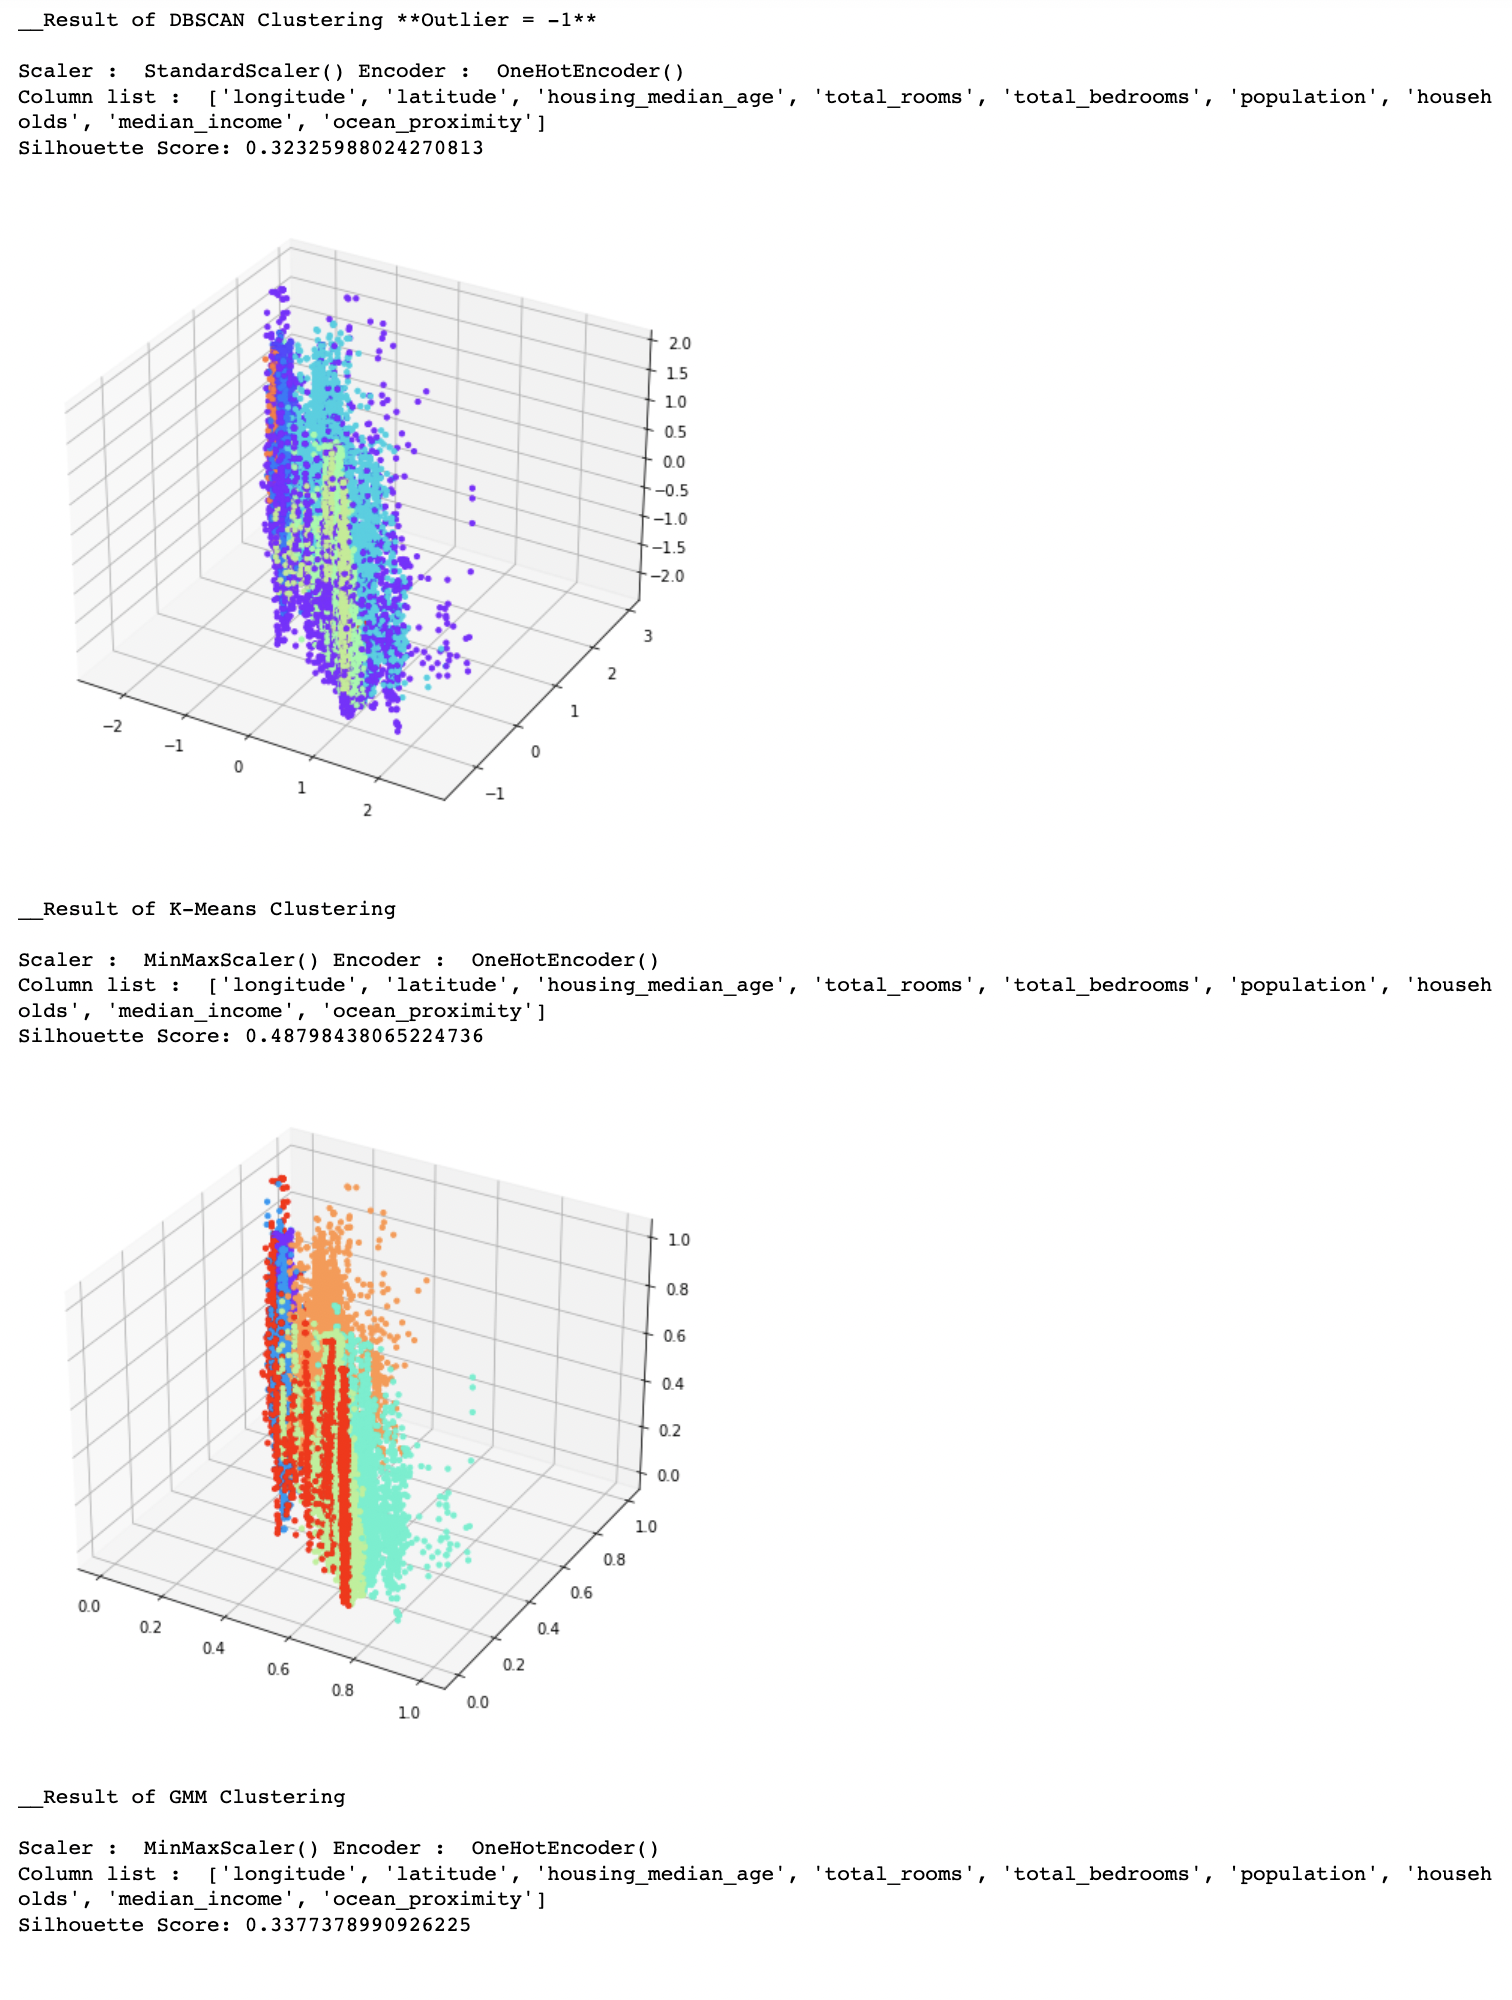 __Result of DBSCAN Clustering **Outlier = -1**
Scaler :  StandardScaler() Encoder :  OneHotEncoder()
Column list :  ['longitude', 'latitude', 'housing_median_age', 'total_rooms', 'total_bedrooms', 'population', 'househ
olds', 'median_income', 'ocean_proximity']
Silhouette Score: 0.32325988024270813
2.0
1.5
1.0
0.5
0.0
−0.5
−1.0
−1.5
−2.0
3
2
1
0
−1
−2
−1
0
1
2
__Result of K-Means Clustering
Scaler :  MinMaxScaler() Encoder :  OneHotEncoder()
Column list :  ['longitude', 'latitude', 'housing_median_age', 'total_rooms', 'total_bedrooms', 'population', 'househ
olds', 'median_income', 'ocean_proximity']
Silhouette Score: 0.48798438065224736
1.0
0.8
0.6
0.4
0.2
0.0
1.0
0.8
0.6
0.4
0.2
0.0
0.0
0.2
0.4
0.6
0.8
1.0
__Result of GMM Clustering
Scaler :  MinMaxScaler() Encoder :  OneHotEncoder()
Column list :  ['longitude', 'latitude', 'housing_median_age', 'total_rooms', 'total_bedrooms', 'population', 'househ
olds', 'median_income', 'ocean_proximity']
Silhouette Score: 0.3377378990926225